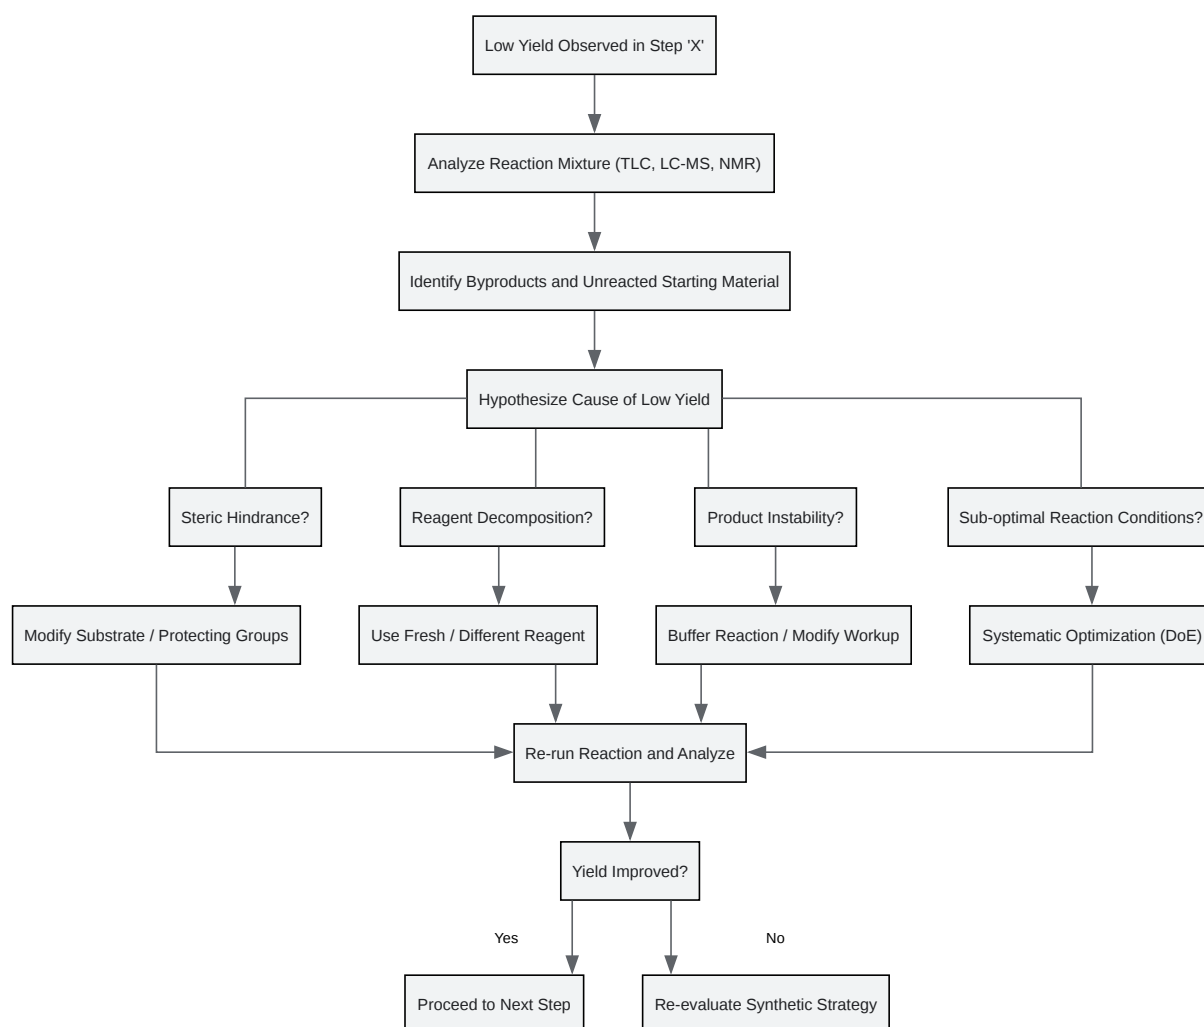 Low Yield Observed in Step 'X'
Analyze Reaction Mixture (TLC, LC-MS, NMR)
Identify Byproducts and Unreacted Starting Material
Hypothesize Cause of Low Yield
Steric Hindrance?
Reagent Decomposition?
Product Instability?
Sub-optimal Reaction Conditions?
Modify Substrate / Protecting Groups
Use Fresh / Different Reagent
Buffer Reaction / Modify Workup
Systematic Optimization (DoE)
Re-run Reaction and Analyze
Yield Improved?
Yes
No
Proceed to Next Step
Re-evaluate Synthetic Strategy